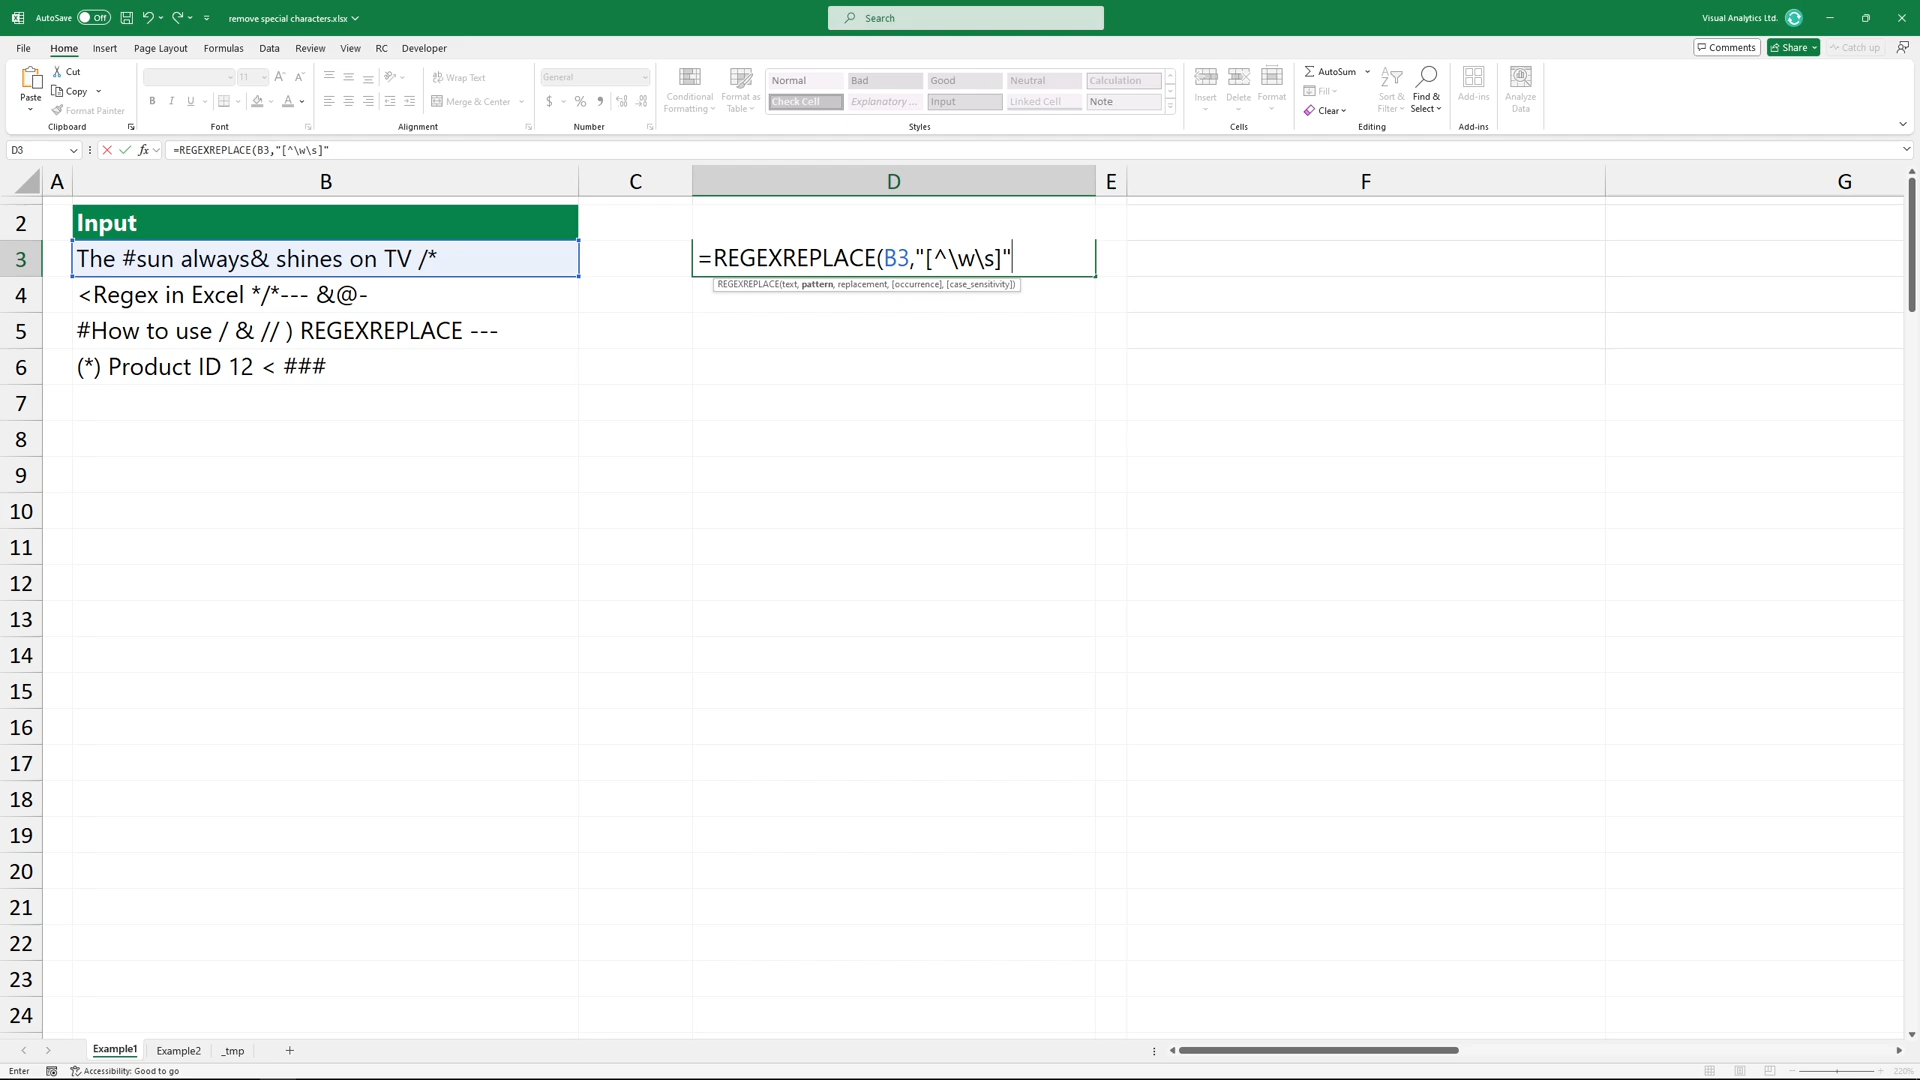 AutoSave Off remove special characters.xlsx Search Visual Analytics Ltd.
File Home Insert Page Layout Formulas Data Review View RC Developer Comments Share Catch up
Paste Cut Copy Format Painter Clipboard
11 B I U A Font
Wrap Text Merge & Center Alignment
General $ % Number
Conditional Formatting Format as Table
Normal Bad Good Neutral Calculation
Check Cell Explanatory ... Input Linked Cell Note
Styles
Insert Delete Format Cells
AutoSum Fill Clear Sort & Filter Find & Select Editing
Add-ins Add-ins
Analyze Data
D3 fx =REGEXREPLACE(B3,"[^\w\s]"
A B C D E F G
2 Input
3 The #sun always& shines on TV /* =REGEXREPLACE(B3,"[^\w\s]"
REGEXREPLACE(text, pattern, replacement, [occurrence], [case_sensitivity])
4 <Regex in Excel */*--- &@-
5 #How to use / & // ) REGEXREPLACE ---
6 (*) Product ID 12 < ###
7
8
9
10
11
12
13
14
15
16
17
18
19
20
21
22
23
24
Example1 Example2 _tmp
Enter Accessibility: Good to go 220%